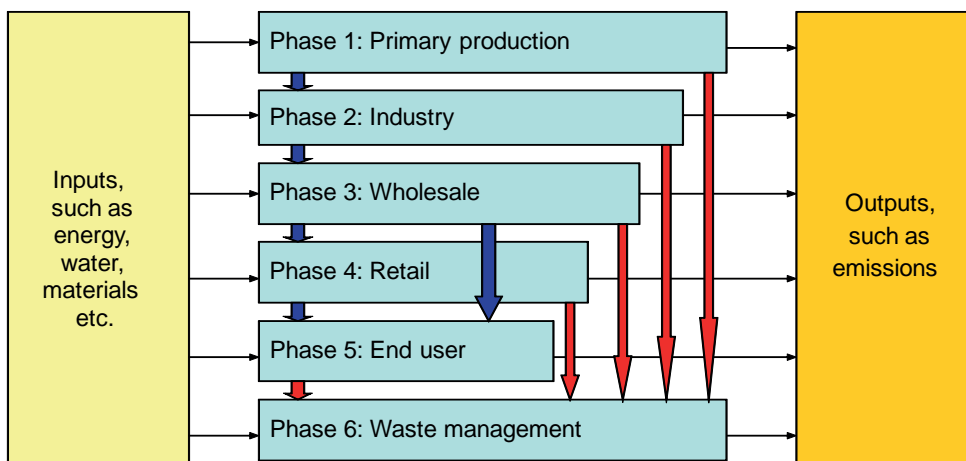 Inputs,
such as
energy,
water,
materials
etc.
Phase 1: Primary production
Phase 2: Industry
Phase 3: Wholesale
Phase 4: Retail
Phase 5: End user
Phase 6: Waste management
Outputs,
such as
emissions